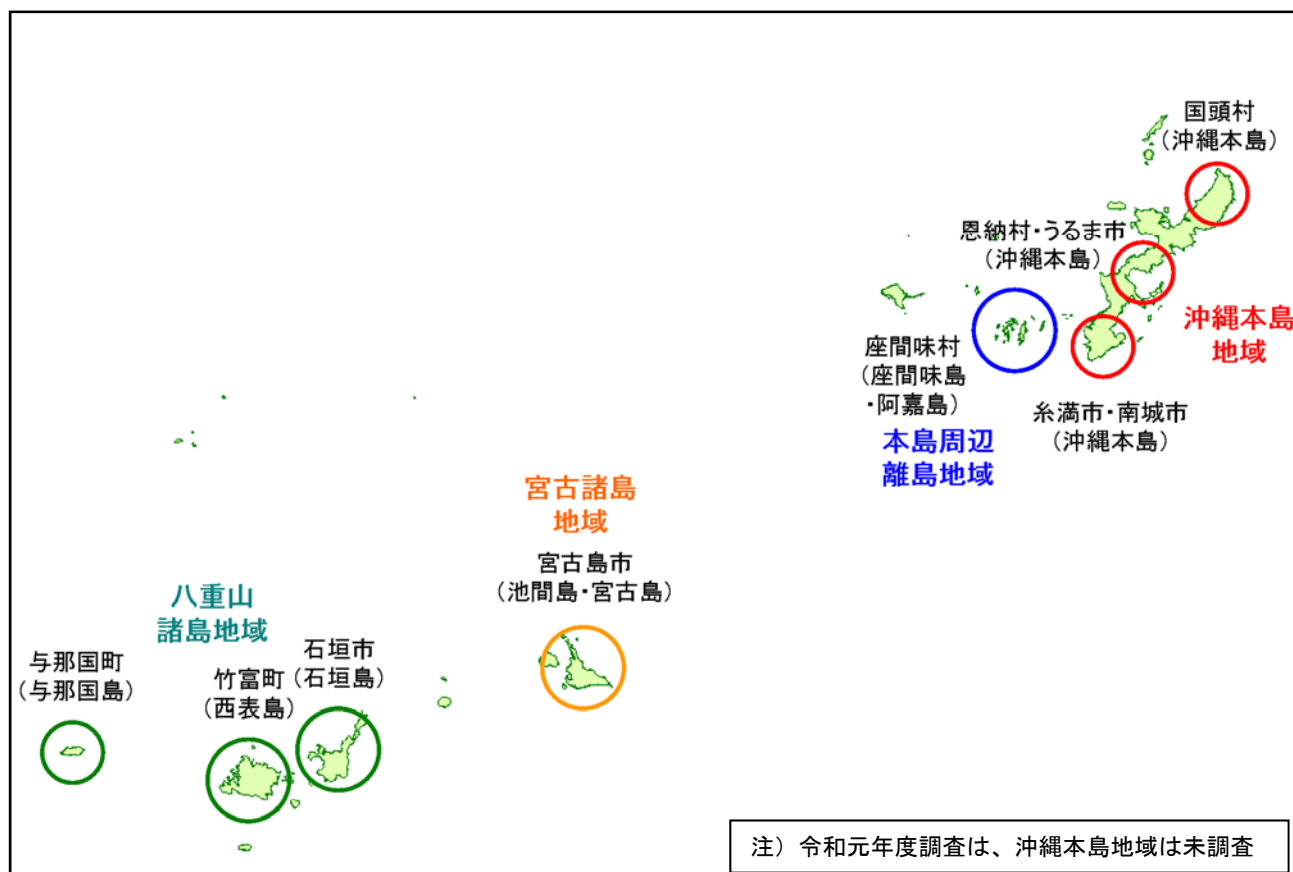 国頭村
(沖縄本島)
恩納村・うるま市
(沖縄本島)
沖縄本島
地域
座間味村
(座間味島
・阿嘉島)
糸満市・南城市
(沖縄本島)
本島周辺
離島地域
宮古諸島
地域
宮古島市
(池間島・宮古島)
八重山
諸島地域
与那国町
(与那国島)
竹富町
(西表島)
石垣市
(石垣島)
注）令和元年度調査は、沖縄本島地域は未調査